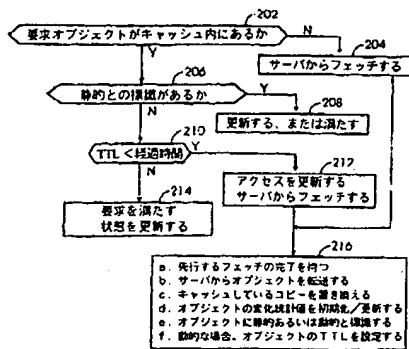 202
要求オブジェクトがキャッシュ内にあるか
N
Y
204
サーバからフェッチする
206
静的との標識があるか
Y
N
208
更新する、または満たす
210
TTL<経過時間
Y
N
212
アクセスを更新する
サーバからフェッチする
214
要求を満たす
状態を更新する
216
a. 先行するフェッチの完了を待つ
b. サーバからオブジェクトを転送する
c. キャッシュしているコピーを置き換える
d. オブジェクトの変化統計値を初期化/更新する
e. オブジェクトに静的あるいは動的と標識する
f. 動的な場合、オブジェクトのTTLを設定する